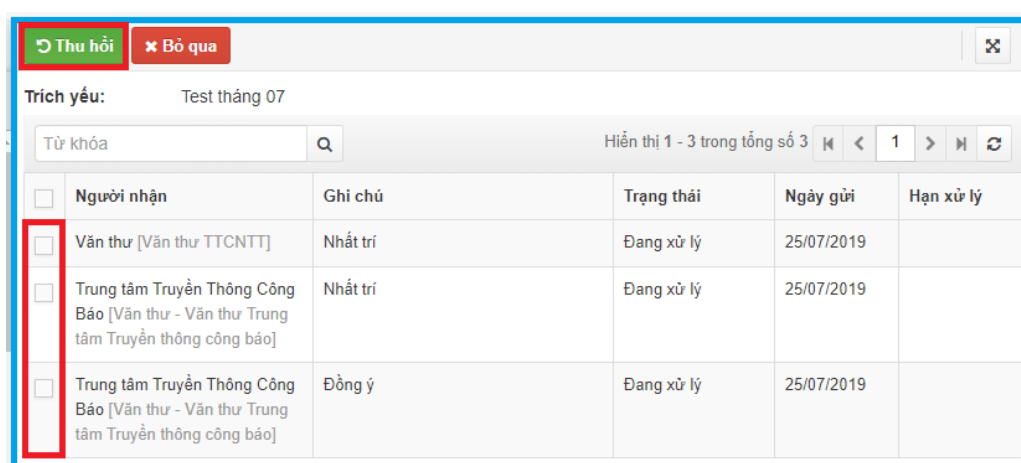 Thu hồi
Bỏ qua
Trích yếu: Test tháng 07
Từ khóa
Hiển thị 1 - 3 trong tổng số 3
1
Người nhận Ghi chú Trạng thái Ngày gửi Hạn xử lý
Văn thư [Văn thư TTCNTT] Nhất trí Đang xử lý 25/07/2019
Trung tâm Truyền Thông Công Nhất trí Đang xử lý 25/07/2019
Báo [Văn thư - Văn thư Trung
tâm Truyền thông công báo]
Trung tâm Truyền Thông Công Đồng ý Đang xử lý 25/07/2019
Báo [Văn thư - Văn thư Trung
tâm Truyền thông công báo]